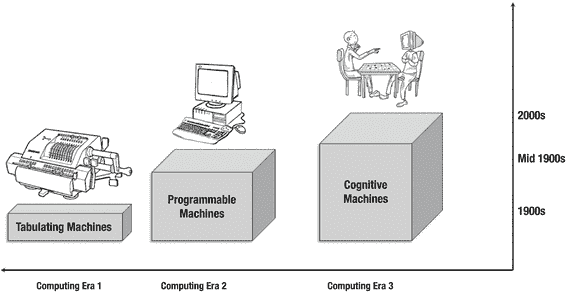 2000s
Mid 1900s
1900s
Tabulating Machines
Programmable
Machines
Cognitive
Machines
Computing Era 1
Computing Era 2
Computing Era 3